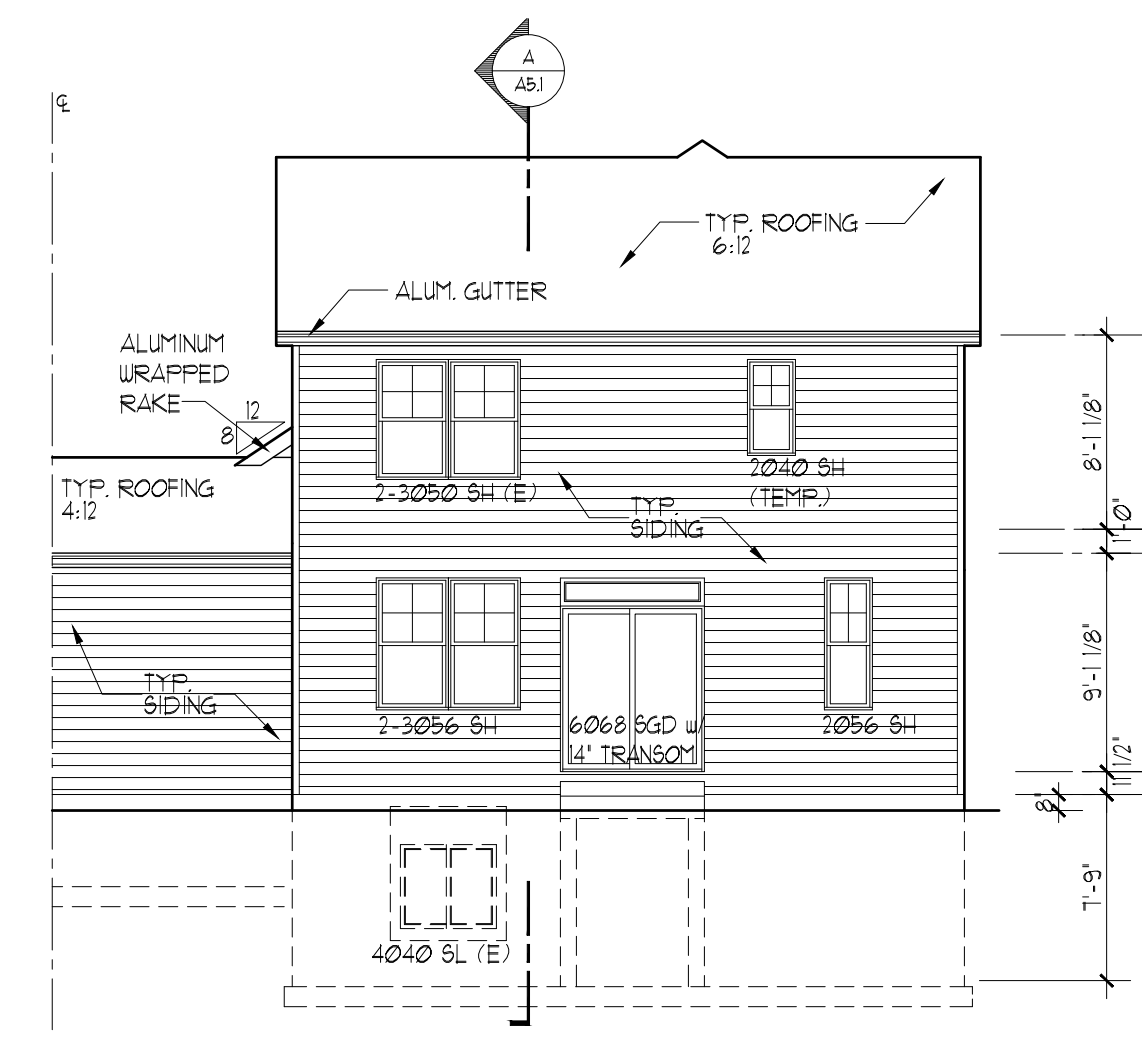 A
A5.1
℄
TYP. ROOFING
6:12
ALUM. GUTTER
ALUMINUM
WRAPPED
RAKE
12
8
TYP. ROOFING
4:12
2-3050 SH (E)
2040 SH
(TEMP.)
TYP.
SIDING
8'-1 1/8"
1'-0"
9'-1 1/8"
TYP.
SIDING
2-3056 SH
6068 SGD w/
14" TRANSOM
2056 SH
11 1/2"
8"
7'-9"
4040 SL (E)